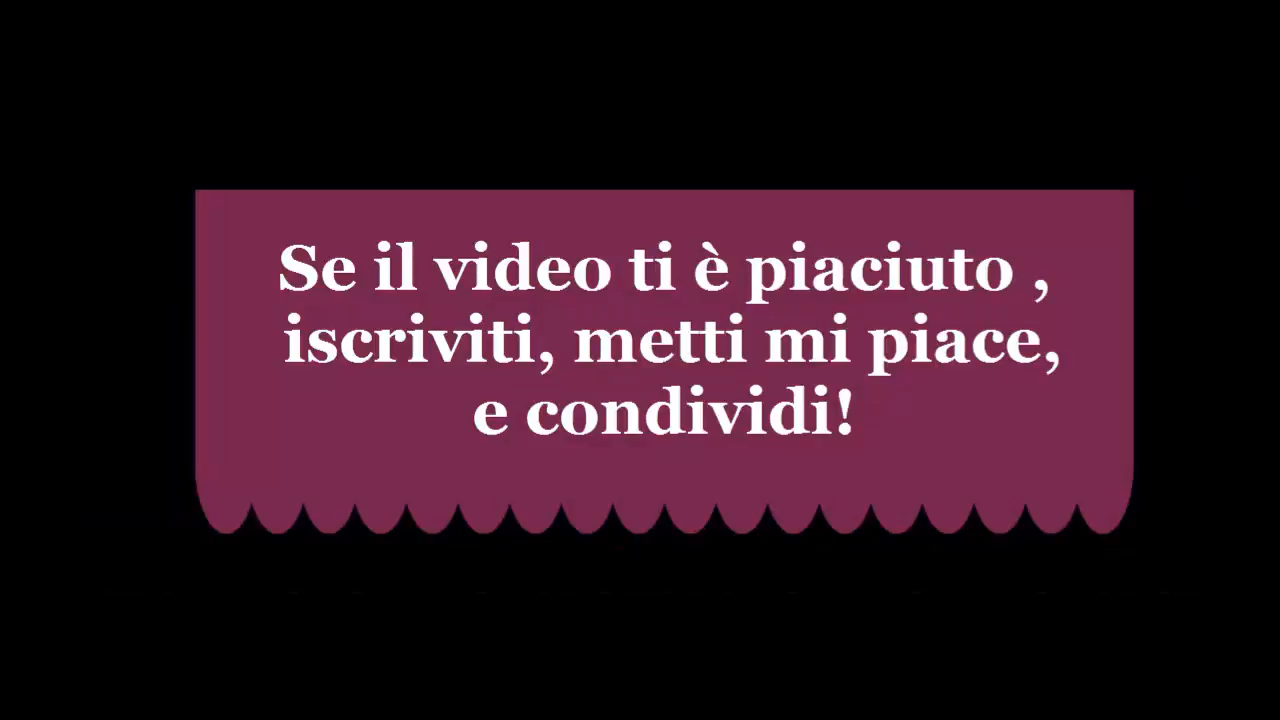 Se il video ti è piaciuto ,
iscriviti, metti mi piace,
e condividi!